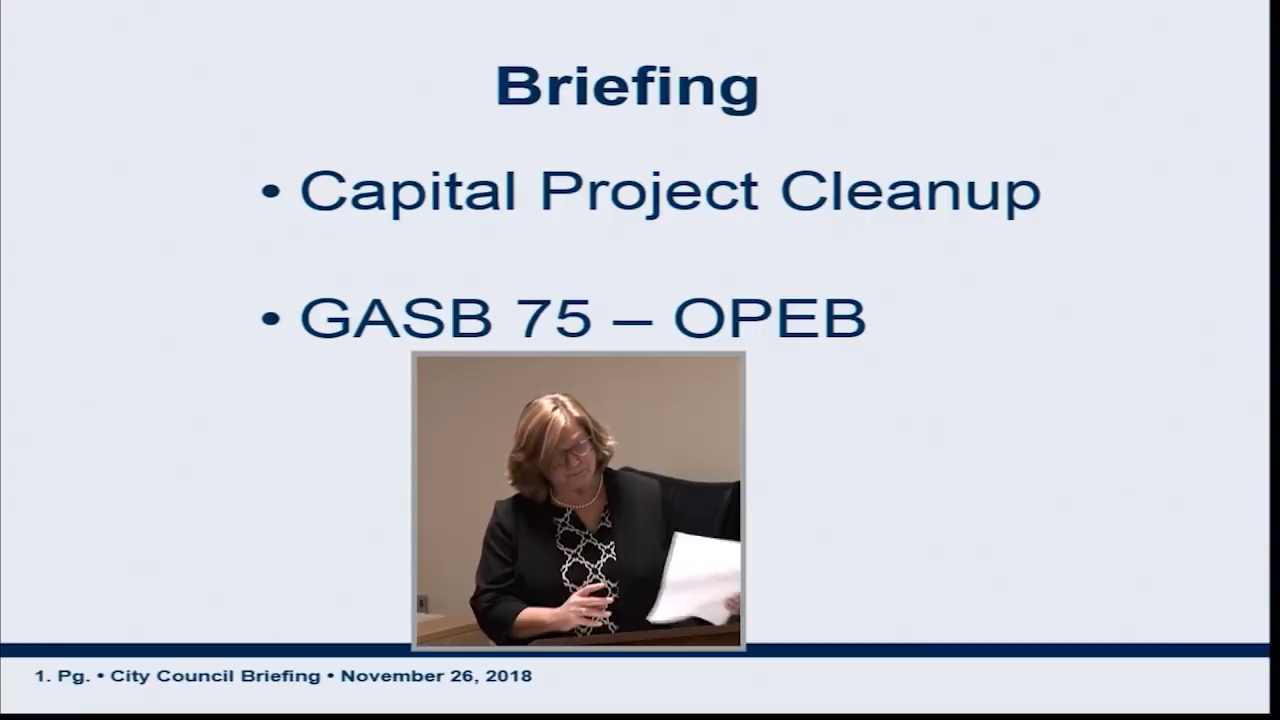 Briefing
• Capital Project Cleanup
• GASB 75 – OPEB
1. Pg. • City Council Briefing • November 26, 2018